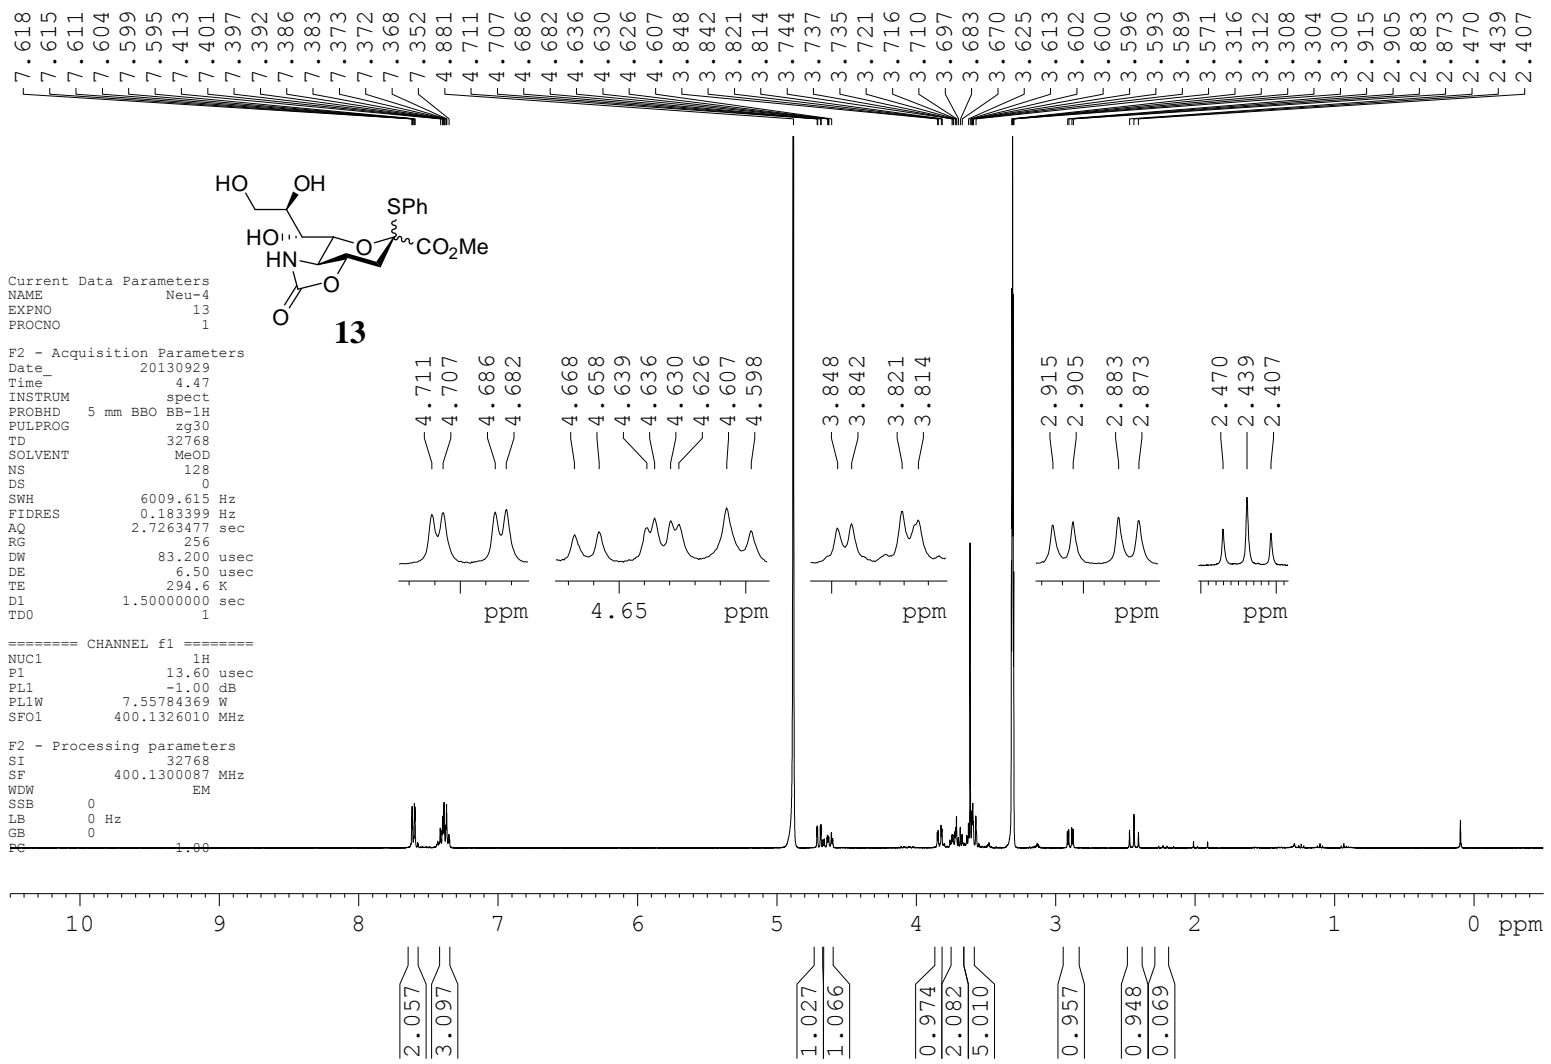 7.618
7.615
7.611
7.604
7.599
7.595
7.413
7.401
7.397
7.392
7.386
7.383
7.373
7.372
7.368
7.352
4.881
4.711
4.707
4.686
4.682
4.636
4.630
4.626
4.607
3.848
3.842
3.821
3.814
3.744
3.737
3.735
3.721
3.716
3.710
3.697
3.683
3.670
3.625
3.613
3.602
3.600
3.596
3.593
3.589
3.571
3.316
3.312
3.308
3.304
3.300
2.915
2.905
2.883
2.873
2.470
2.439
2.407
HO OH
SPh
HO O CO2Me
HN
O
O
13
Current Data Parameters
NAME Neu-4
EXPNO 13
PROCNO 1
F2 - Acquisition Parameters
Date_ 20130929
Time 4.47
INSTRUM spect
PROBHD 5 mm BBO BB-1H
PULPROG zg30
TD 32768
SOLVENT MeOD
NS 128
DS 0
SWH 6009.615 Hz
FIDRES 0.183399 Hz
AQ 2.7263477 sec
RG 256
DW 83.200 usec
DE 6.50 usec
TE 294.6 K
D1 1.50000000 sec
TD0 1
======== CHANNEL f1 ========
NUC1 1H
P1 13.60 usec
PL1 -1.00 dB
PL1W 7.55784369 W
SFO1 400.1326010 MHz
F2 - Processing parameters
SI 32768
SF 400.1300087 MHz
WDW EM
SSB 0
LB 0 Hz
GB 0
PC 1.00
4.711
4.707
4.686
4.682
4.668
4.658
4.639
4.636
4.630
4.626
4.607
4.598
3.848
3.842
3.821
3.814
2.915
2.905
2.883
2.873
2.470
2.439
2.407
ppm 4.65 ppm ppm ppm ppm
10 9 8 7 6 5 4 3 2 1 0 ppm
2.057
3.097
1.027
1.066
0.974
2.082
5.010
0.957
0.948
0.069